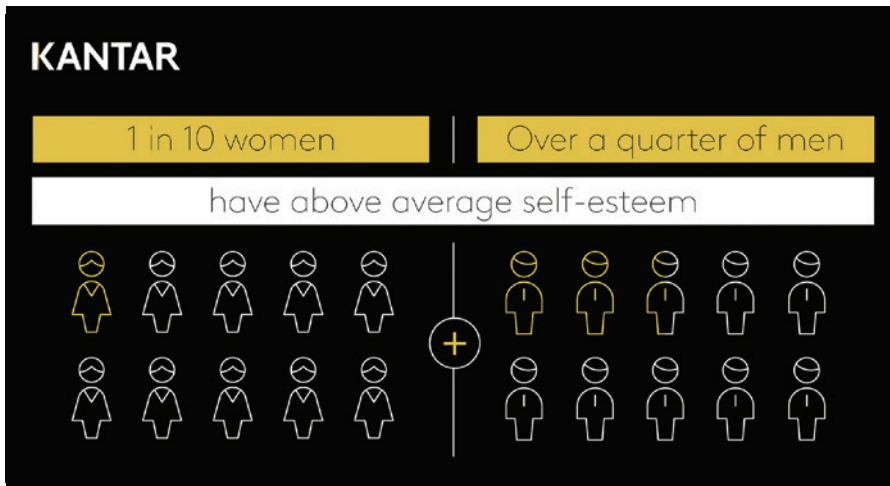 KANTAR
1 in 10 women
Over a quarter of men
have above average self-esteem
+